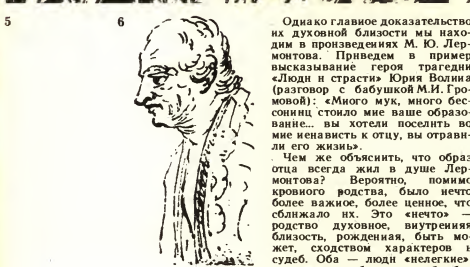 5
6
Однако главное доказательство
их духовной близости мы нахо-
дим в произведениях М. Ю. Лер-
монтова. Приведем в пример
высказывание героя трагедии
«Люди и страсти» Юрия Волина
(разговор с бабушкой М.И. Гро-
мовой): «Много мук, много бес-
сониц стоило мне ваше образо-
вание... вы хотели поселить во
мне ненависть к отцу, вы отрави-
ли его жизнь».
Чем же объяснить, что образ
отца всегда жил в душе Лер-
монтова? Вероятно, помимо
кровного родства, было нечто
более важное, более ценное, что
сближало их. Это «нечто» —
родство духовное, внутренняя
близость, рожденная, быть мо-
жет, сходством характеров и
судеб. Оба — люди «нелегкие»